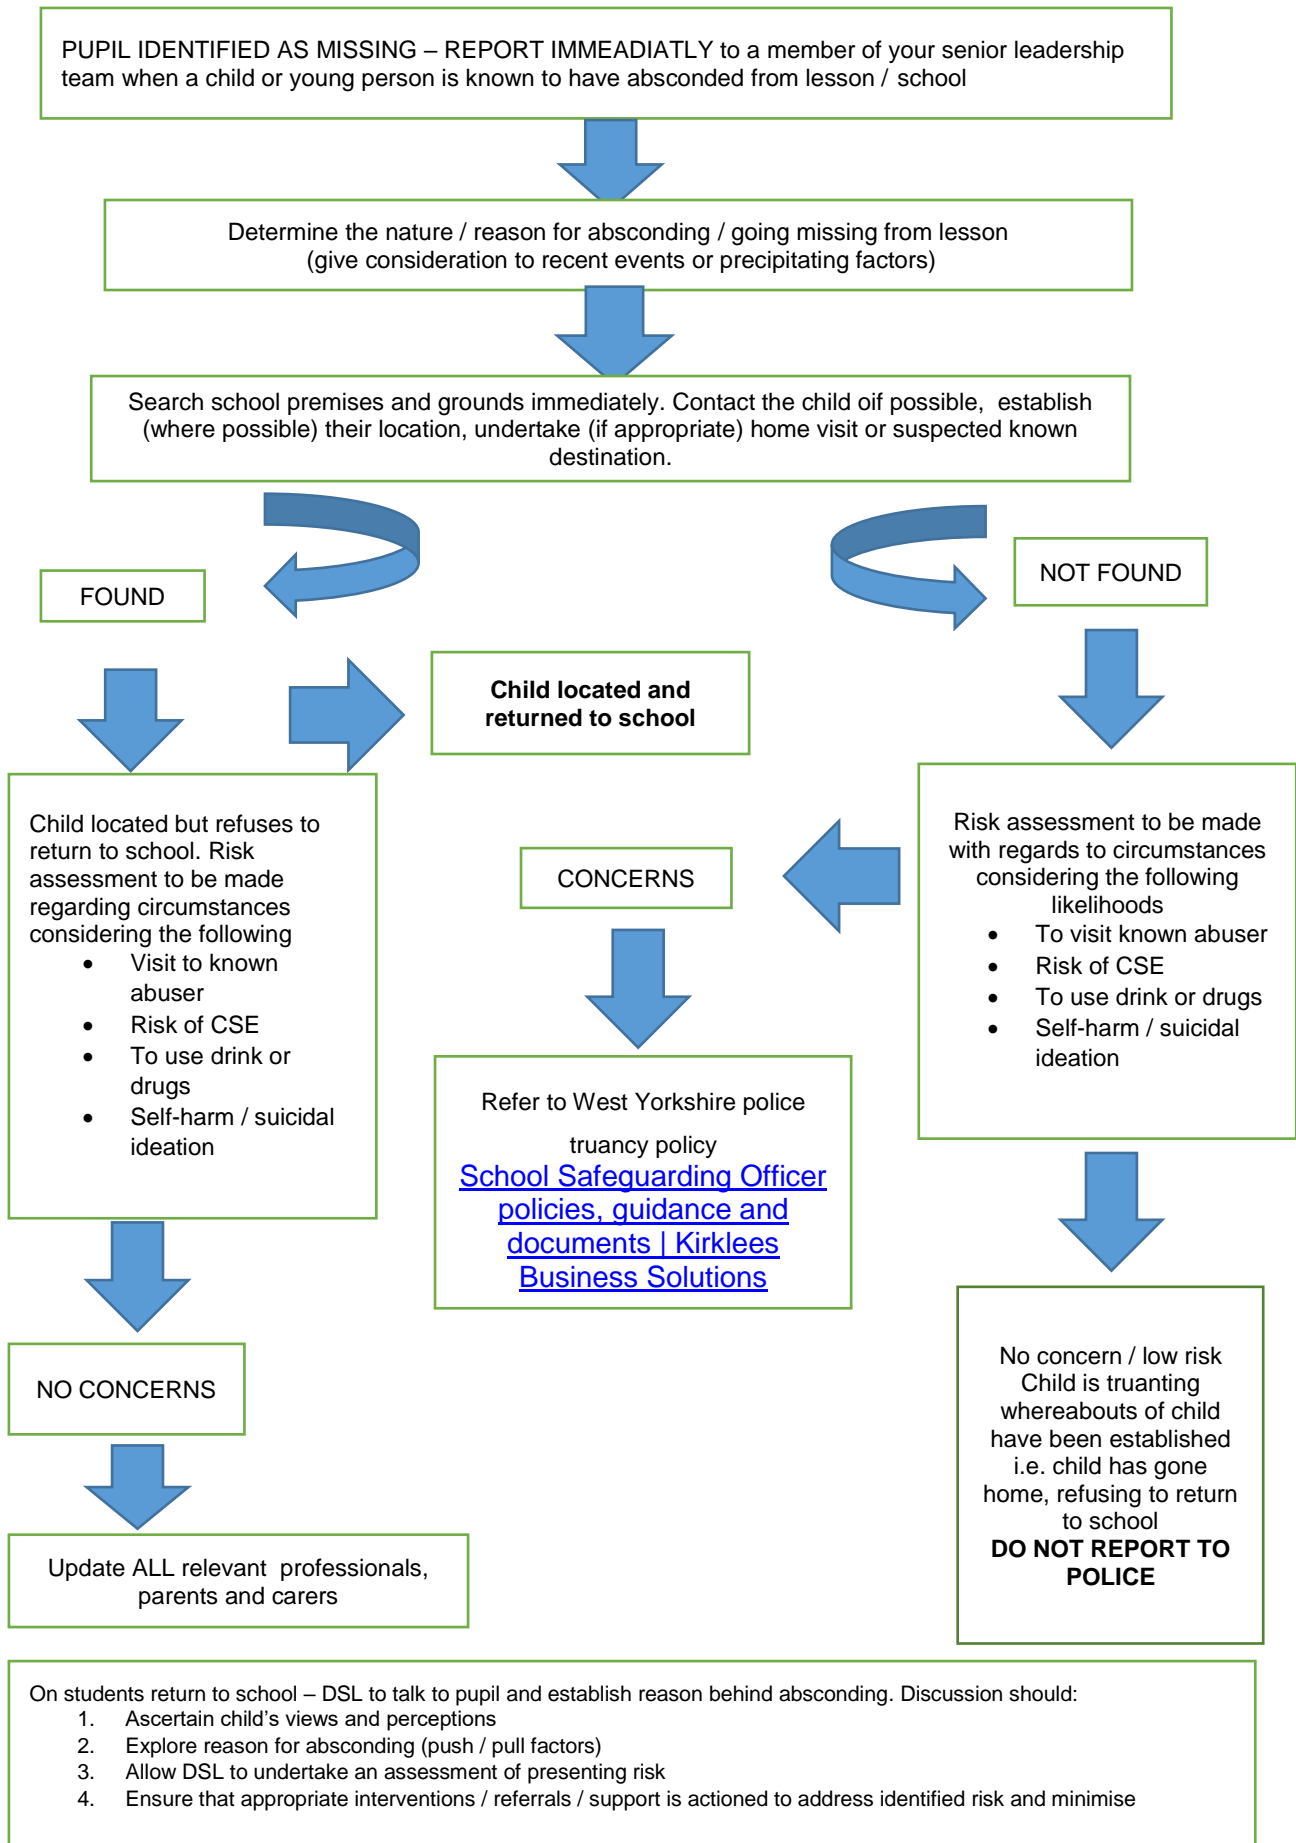 PUPIL IDENTIFIED AS MISSING – REPORT IMMEADIATLY to a member of your senior leadership
team when a child or young person is known to have absconded from lesson / school
Determine the nature / reason for absconding / going missing from lesson
(give consideration to recent events or precipitating factors)
Search school premises and grounds immediately. Contact the child oif possible, establish
(where possible) their location, undertake (if appropriate) home visit or suspected known
destination.
FOUND
NOT FOUND
Child located and
returned to school
Child located but refuses to
return to school. Risk
assessment to be made
regarding circumstances
considering the following
• Visit to known
abuser
• Risk of CSE
• To use drink or
drugs
• Self-harm / suicidal
ideation
CONCERNS
Risk assessment to be made
with regards to circumstances
considering the following
likelihoods
• To visit known abuser
• Risk of CSE
• To use drink or drugs
• Self-harm / suicidal
ideation
Refer to West Yorkshire police
truancy policy
School Safeguarding Officer
policies, guidance and
documents | Kirklees
Business Solutions
NO CONCERNS
No concern / low risk
Child is truanting
whereabouts of child
have been established
i.e. child has gone
home, refusing to return
to school
DO NOT REPORT TO
POLICE
Update ALL relevant professionals,
parents and carers
On students return to school – DSL to talk to pupil and establish reason behind absconding. Discussion should:
1. Ascertain child's views and perceptions
2. Explore reason for absconding (push / pull factors)
3. Allow DSL to undertake an assessment of presenting risk
4. Ensure that appropriate interventions / referrals / support is actioned to address identified risk and minimise